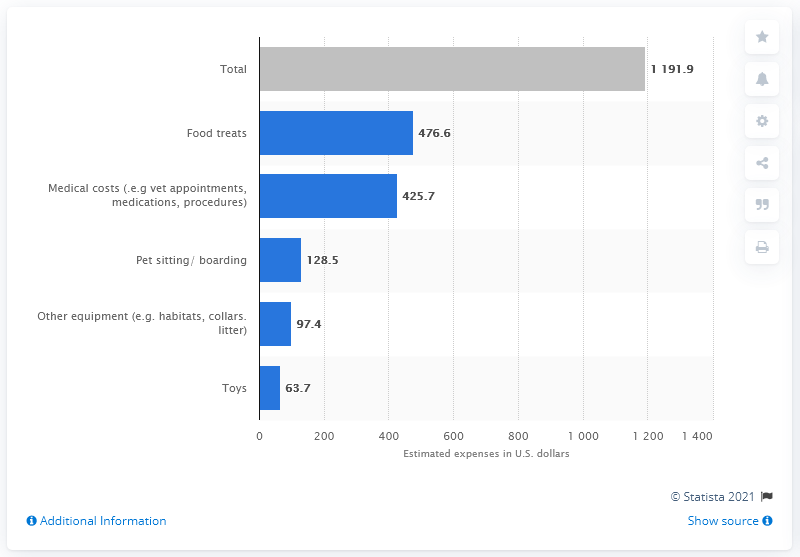 Total
1 191.9
Food treats
476.6
Medical costs (.e.g vet appointments,
medications, procedures)
425.7
Pet sitting/ boarding
128.5
Other equipment (e.g. habitats, collars.
litter)
97.4
Toys
63.7
0 200 400 600 800 1 000 1 200 1 400
Estimated expenses in U.S. dollars
© Statista 2021
Additional Information
Show source